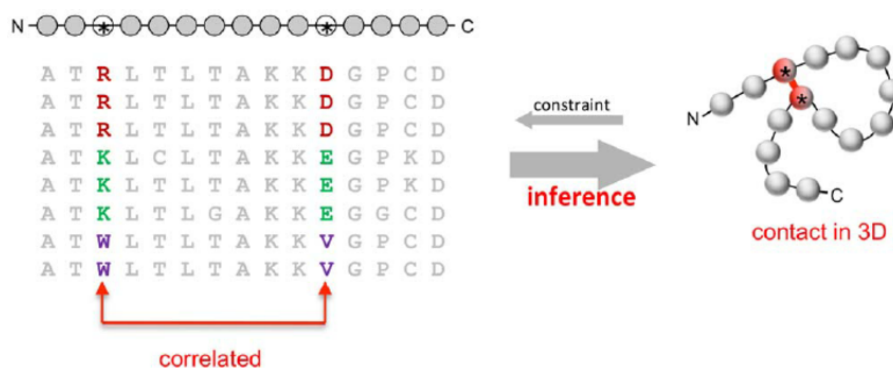 N * * C
A T R L T L T A K K D G P C D
A T R L T L T A K K D G P C D
A T R L T L T A K K D G P C D
A T K L C L T A K K E G P K D
A T K L T L T A K K E G P K D
A T K L T L G A K K E G G C D
A T W L T L T A K K V G P C D
A T W L T L T A K K V G P C D
correlated
constraint
inference
*
*
N
C
contact in 3D